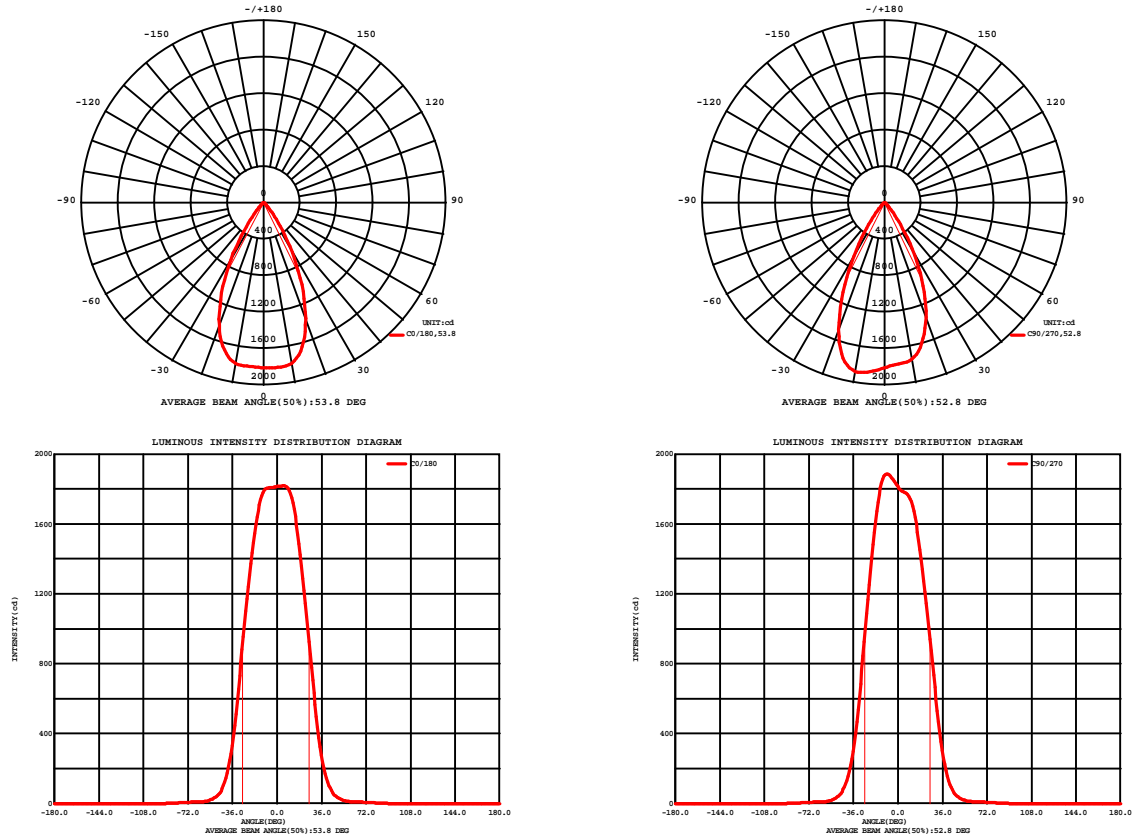 -/+180
-150 150
-120 120
-90 0 90
400
-60 800 60
1200
UNIT:cd
C0/180,53.8
1600
-30 2000 30
0
AVERAGE BEAM ANGLE(50%):53.8 DEG
-/+180
-150 150
-120 120
-90 0 90
400
-60 800 60
1200
UNIT:cd
C90/270,52.8
1600
-30 2000 30
0
AVERAGE BEAM ANGLE(50%):52.8 DEG
LUMINOUS INTENSITY DISTRIBUTION DIAGRAM
C0/180
INTENSITY(cd)
2000
1600
1200
800
400
0
-180.0 -144.0 -108.0 -72.0 -36.0 0.0 36.0 72.0 108.0 144.0 180.0
ANGLE(DEG)
AVERAGE BEAM ANGLE(50%):53.8 DEG
LUMINOUS INTENSITY DISTRIBUTION DIAGRAM
C90/270
INTENSITY(cd)
2000
1600
1200
800
400
0
-180.0 -144.0 -108.0 -72.0 -36.0 0.0 36.0 72.0 108.0 144.0 180.0
ANGLE(DEG)
AVERAGE BEAM ANGLE(50%):52.8 DEG